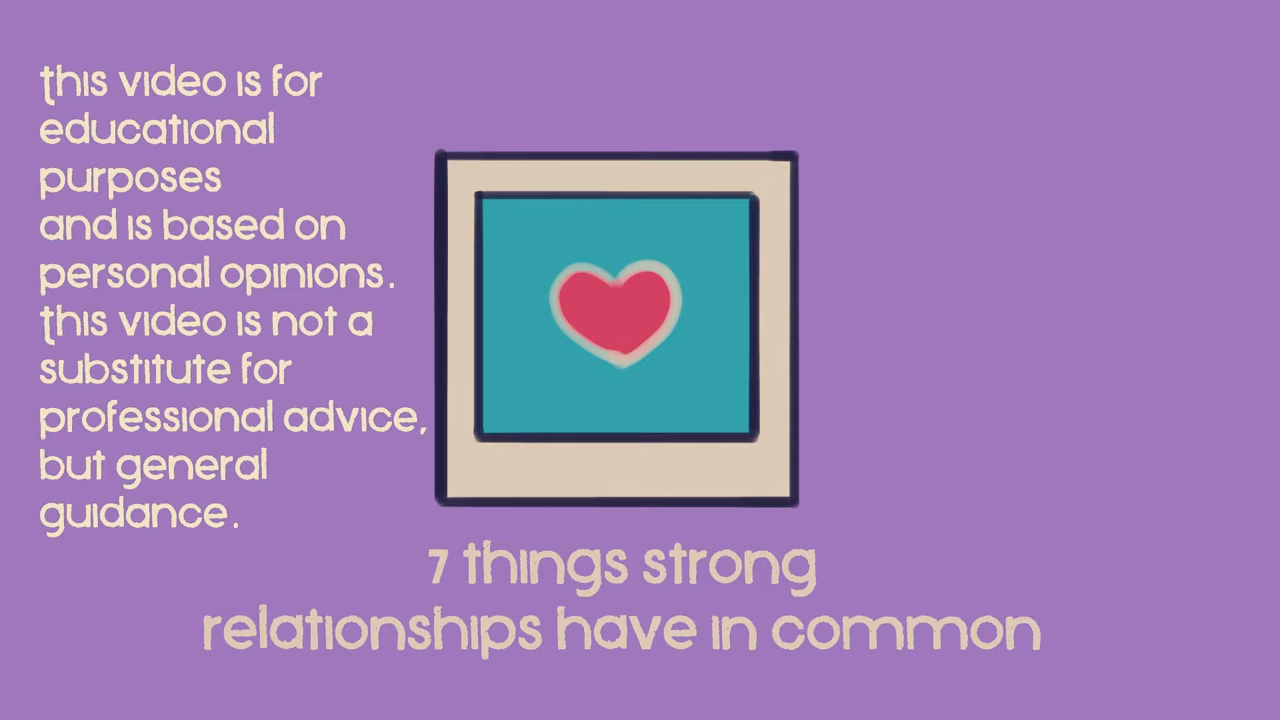 this video is for
educational
purposes
and is based on
personal opinions.
this video is not a
substitute for
professional advice,
but general
guidance.
7 things strong
relationships have in common